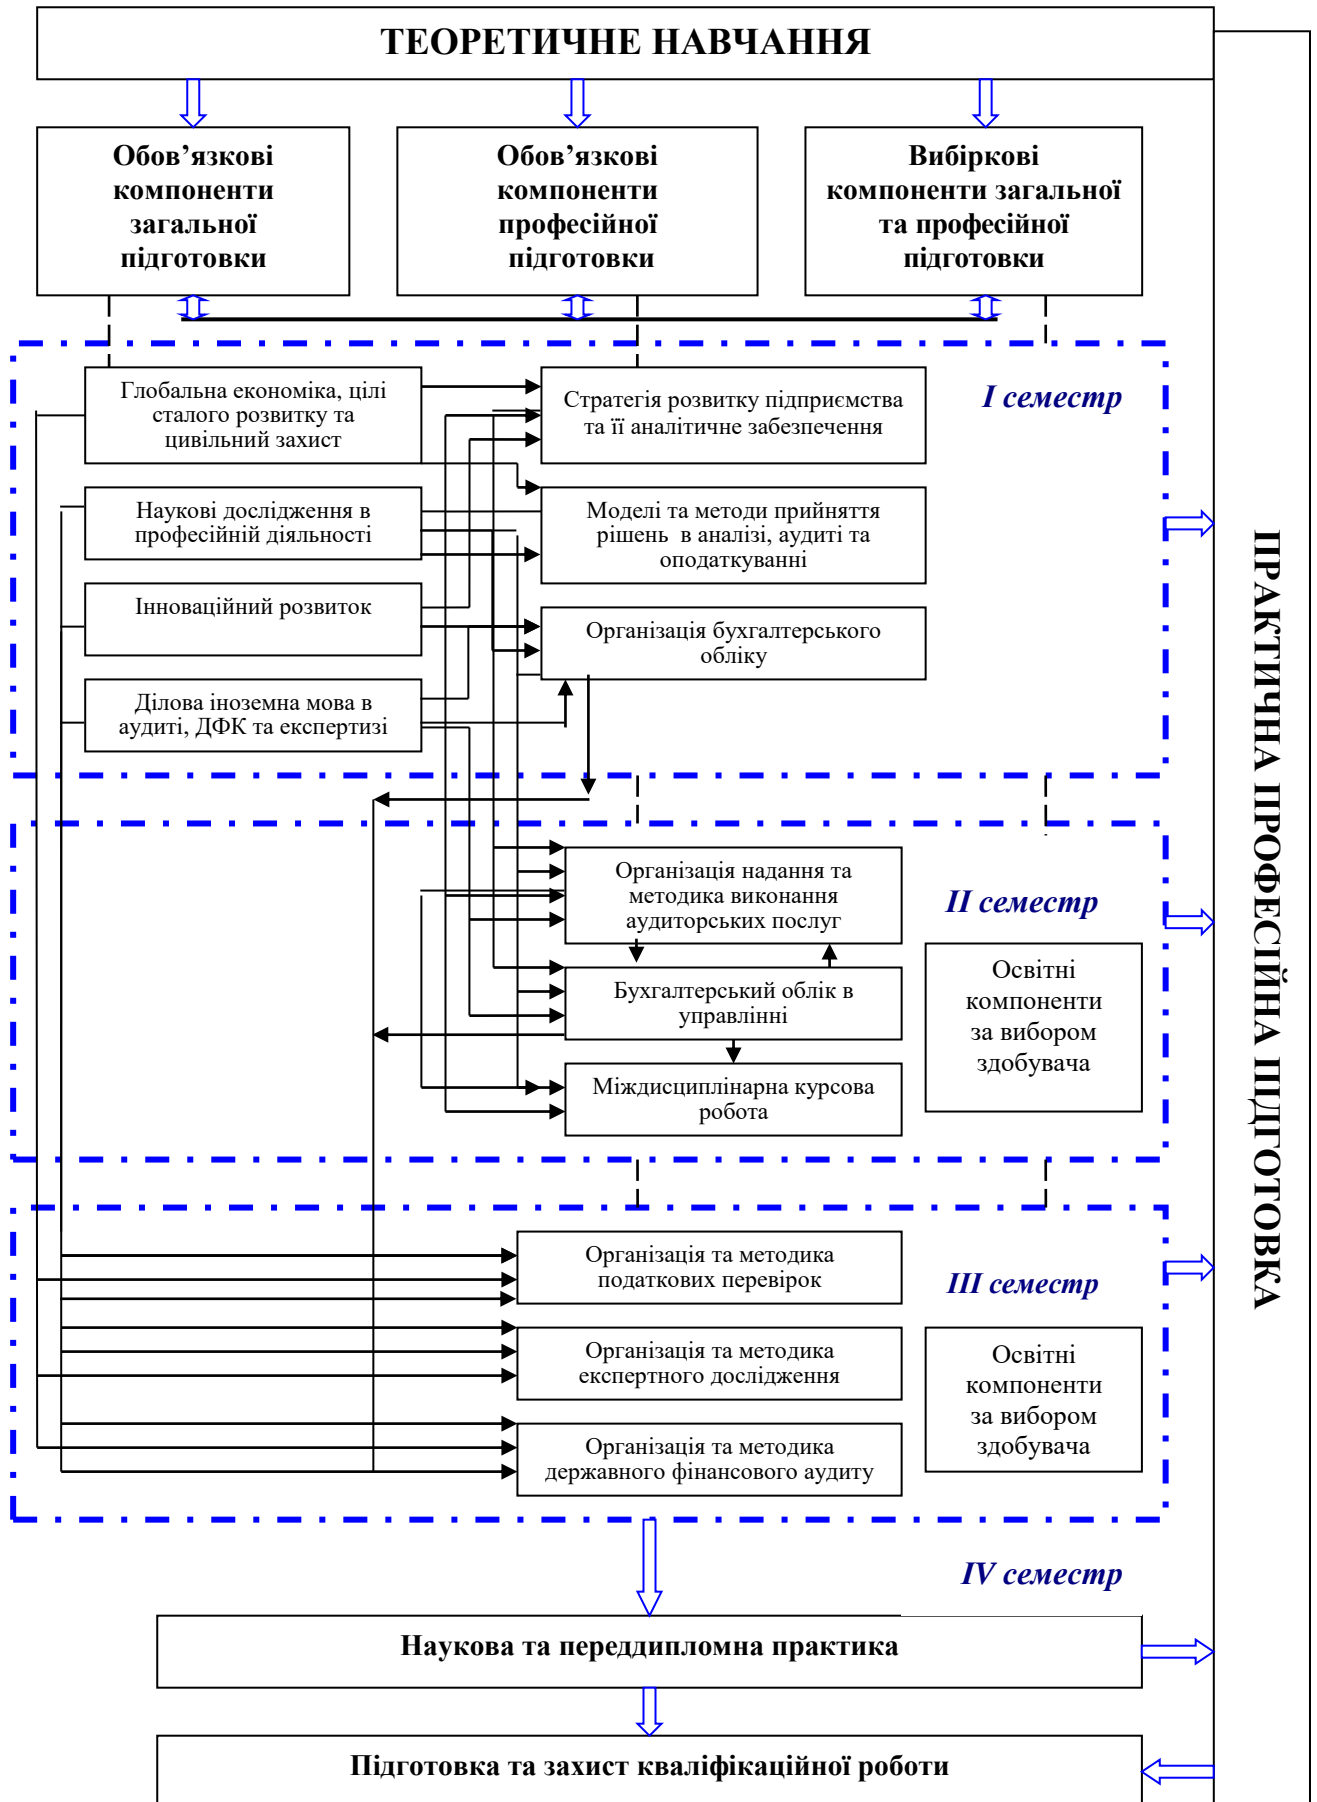 ТЕОРЕТИЧНЕ НАВЧАННЯ
Обов’язкові
компоненти
загальної
підготовки
Обов’язкові
компоненти
професійної
підготовки
Вибіркові
компоненти загальної
та професійної
підготовки
I семестр
Глобальна економіка, цілі
сталого розвитку та
цивільний захист
Стратегія розвитку підприємства
та її аналітичне забезпечення
Наукові дослідження в
професійній діяльності
Моделі та методи прийняття
рішень  в аналізі, аудиті та
оподаткуванні
Інноваційний розвиток
Організація бухгалтерського
обліку
Ділова іноземна мова в
аудиті, ДФК та експертизі
II семестр
Організація надання та
методика виконання
аудиторських послуг
Бухгалтерський облік в
управлінні
Міждисциплінарна курсова
робота
Освітні
компоненти
за вибором
здобувача
III семестр
Організація та методика
податкових перевірок
Організація та методика
експертного дослідження
Організація та методика
державного фінансового аудиту
Освітні
компоненти
за вибором
здобувача
IV семестр
Наукова та переддипломна практика
Підготовка та захист кваліфікаційної роботи
ПРАКТИЧНА ПРОФЕСІЙНА ПІДГОТОВКА